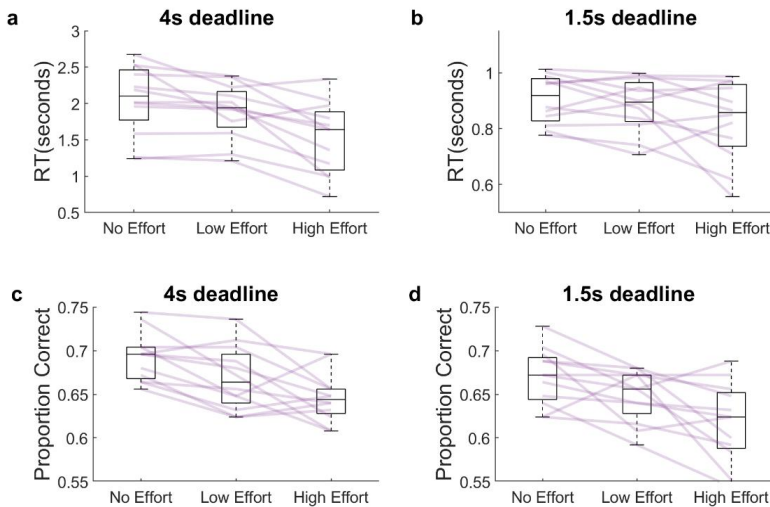 a
4s deadline
3
2.5
2
1.5
1
0.5
RT(seconds)
No Effort Low Effort High Effort
b
1.5s deadline
1
0.8
0.6
RT(seconds)
No Effort Low Effort High Effort
c
4s deadline
0.75
0.7
0.65
0.6
0.55
Proportion Correct
No Effort Low Effort High Effort
d
1.5s deadline
0.75
0.7
0.65
0.6
0.55
Proportion Correct
No Effort Low Effort High Effort